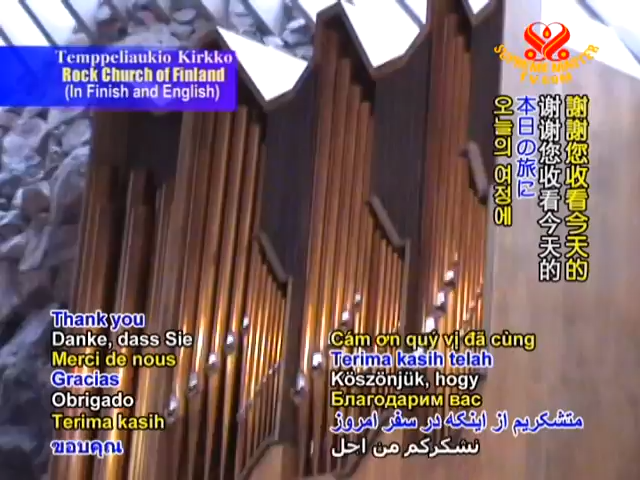 Temppeliaukio Kirkko
Rock Church of Finland
(In Finish and English)
SUPREME MASTER
TV.COM
謝謝您收看今天的
谢谢您收看今天的
本日の旅に
오늘의 여정에
Thank you
Danke, dass Sie
Merci de nous
Gracias
Obrigado
Terima kasih
ขอบคุณ
Cám ơn quý vị đã cùng
Terima kasih telah
Köszönjük, hogy
Благодарим вас
متشکریم از اینکه در سفر امروز
نشكركم من اجل